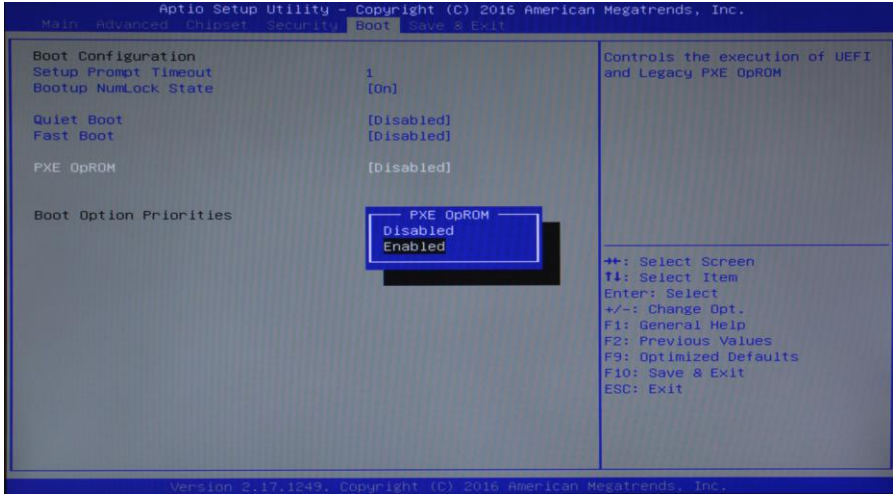 Aptio Setup Utility – Copyright (C) 2016 American Megatrends, Inc.
Main Advanced Chipset Security Boot Save & Exit
Boot Configuration
Setup Prompt Timeout 1
Bootup NumLock State [On]
Quiet Boot [Disabled]
Fast Boot [Disabled]
PXE OpROM [Disabled]
Boot Option Priorities
PXE OpROM
Disabled
Enabled
Controls the execution of UEFI
and Legacy PXE OpROM
→←: Select Screen
↑↓: Select Item
Enter: Select
+/-: Change Opt.
F1: General Help
F2: Previous Values
F9: Optimized Defaults
F10: Save & Exit
ESC: Exit
Version 2.17.1249. Copyright (C) 2016 American Megatrends, Inc.